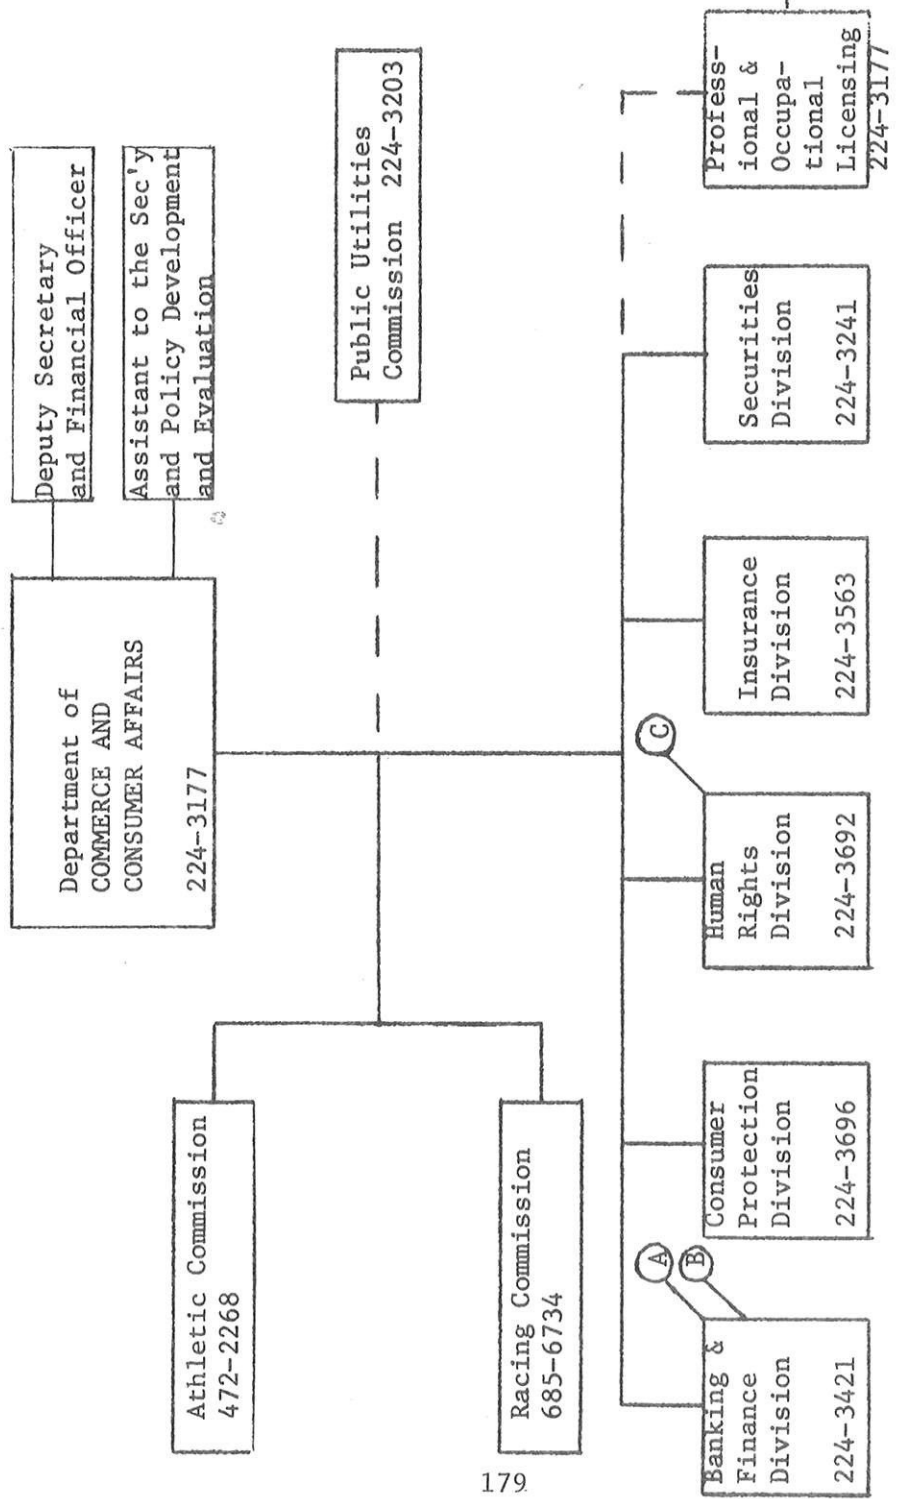 Deputy Secretary
and Financial Officer
Assistant to the Sec'y
and Policy Development
and Evaluation
Department of
COMMERCE AND
CONSUMER AFFAIRS
224-3177
Public Utilities
Commission 224-3203
Athletic Commission
472-2268
Racing Commission
685-6734
A
B
C
Banking &
Finance
Division
224-3421
Consumer
Protection
Division
224-3696
Human
Rights
Division
224-3692
Insurance
Division
224-3563
Securities
Division
224-3241
Profess-
ional &
Occupa-
tional
Licensing
224-3177
179